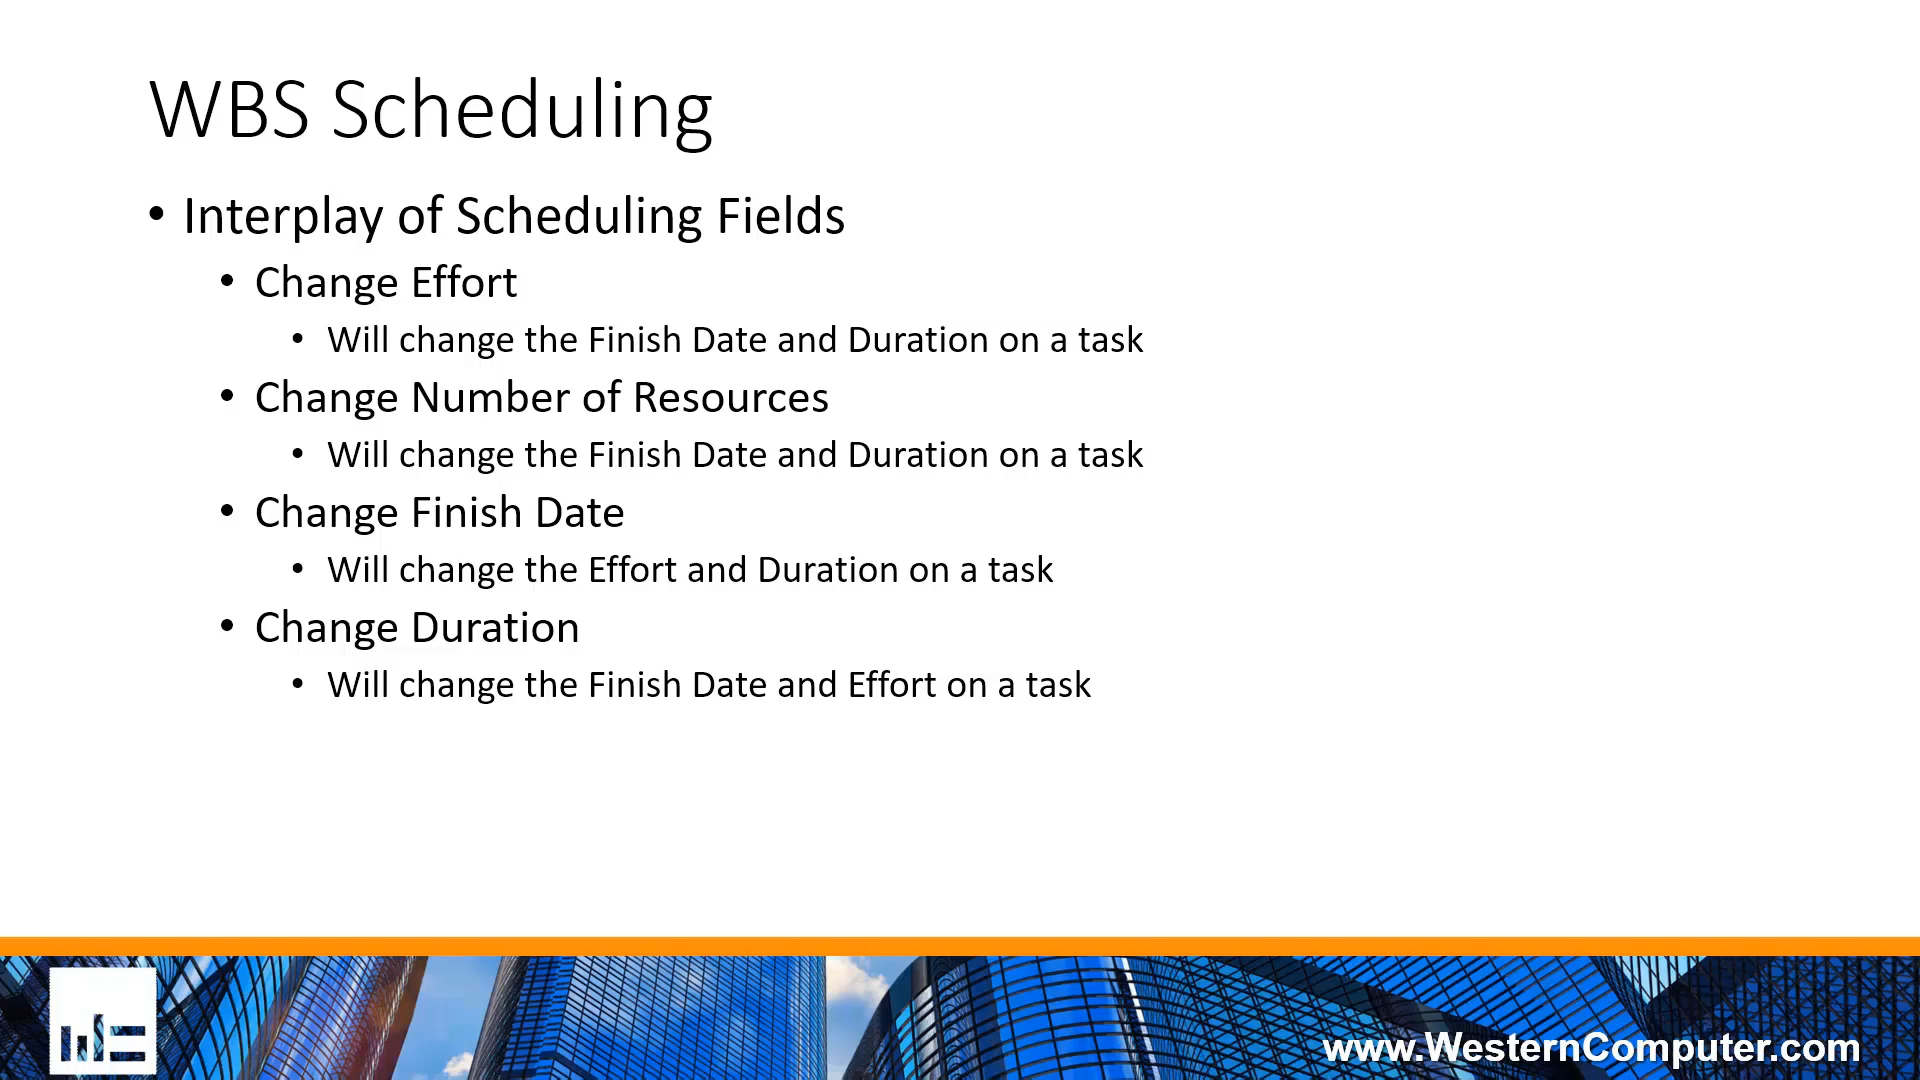 WBS Scheduling
• Interplay of Scheduling Fields
• Change Effort
• Will change the Finish Date and Duration on a task
• Change Number of Resources
• Will change the Finish Date and Duration on a task
• Change Finish Date
• Will change the Effort and Duration on a task
• Change Duration
• Will change the Finish Date and Effort on a task
www.WesternComputer.com